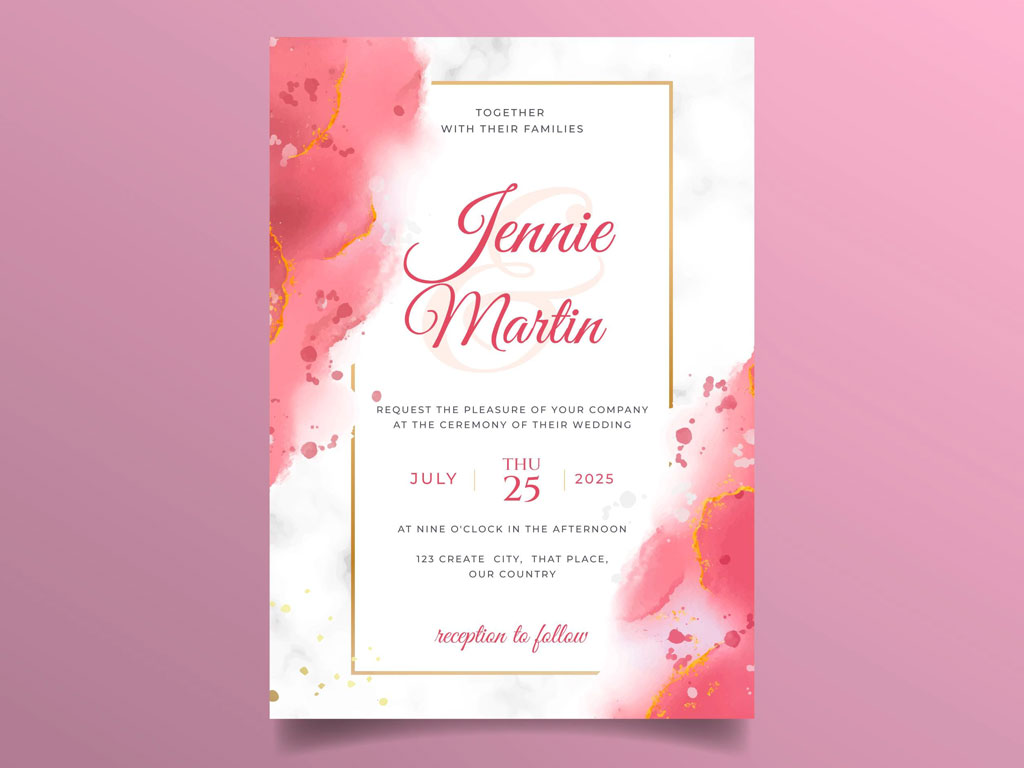 TOGETHER
WITH THEIR FAMILIES
Jennie
&
Martin
REQUEST THE PLEASURE OF YOUR COMPANY
AT THE CEREMONY OF THEIR WEDDING
JULY THU 25 2025
AT NINE O'CLOCK IN THE AFTERNOON
123 CREATE CITY, THAT PLACE,
OUR COUNTRY
reception to follow